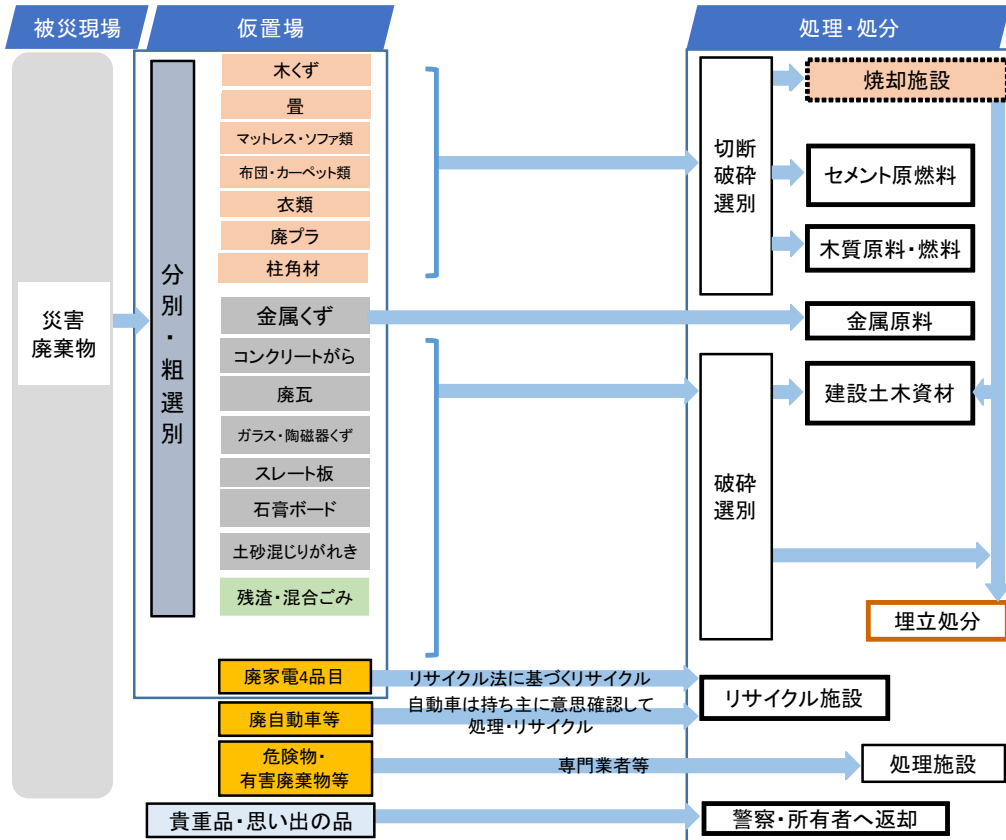 被災現場
仮置場
処理・処分
災害
廃棄物
分別・粗選別
木くず
畳
マットレス・ソファ類
布団・カーペット類
衣類
廃プラ
柱角材
金属くず
コンクリートがら
廃瓦
ガラス・陶磁器くず
スレート板
石膏ボード
土砂混じりがれき
残渣・混合ごみ
廃家電4品目
廃自動車等
危険物・
有害廃棄物等
貴重品・思い出の品
リサイクル法に基づくリサイクル
自動車は持ち主に意思確認して
処理・リサイクル
専門業者等
切断
破砕
選別
焼却施設
セメント原燃料
木質原料・燃料
金属原料
破砕
選別
建設土木資材
埋立処分
リサイクル施設
処理施設
警察・所有者へ返却